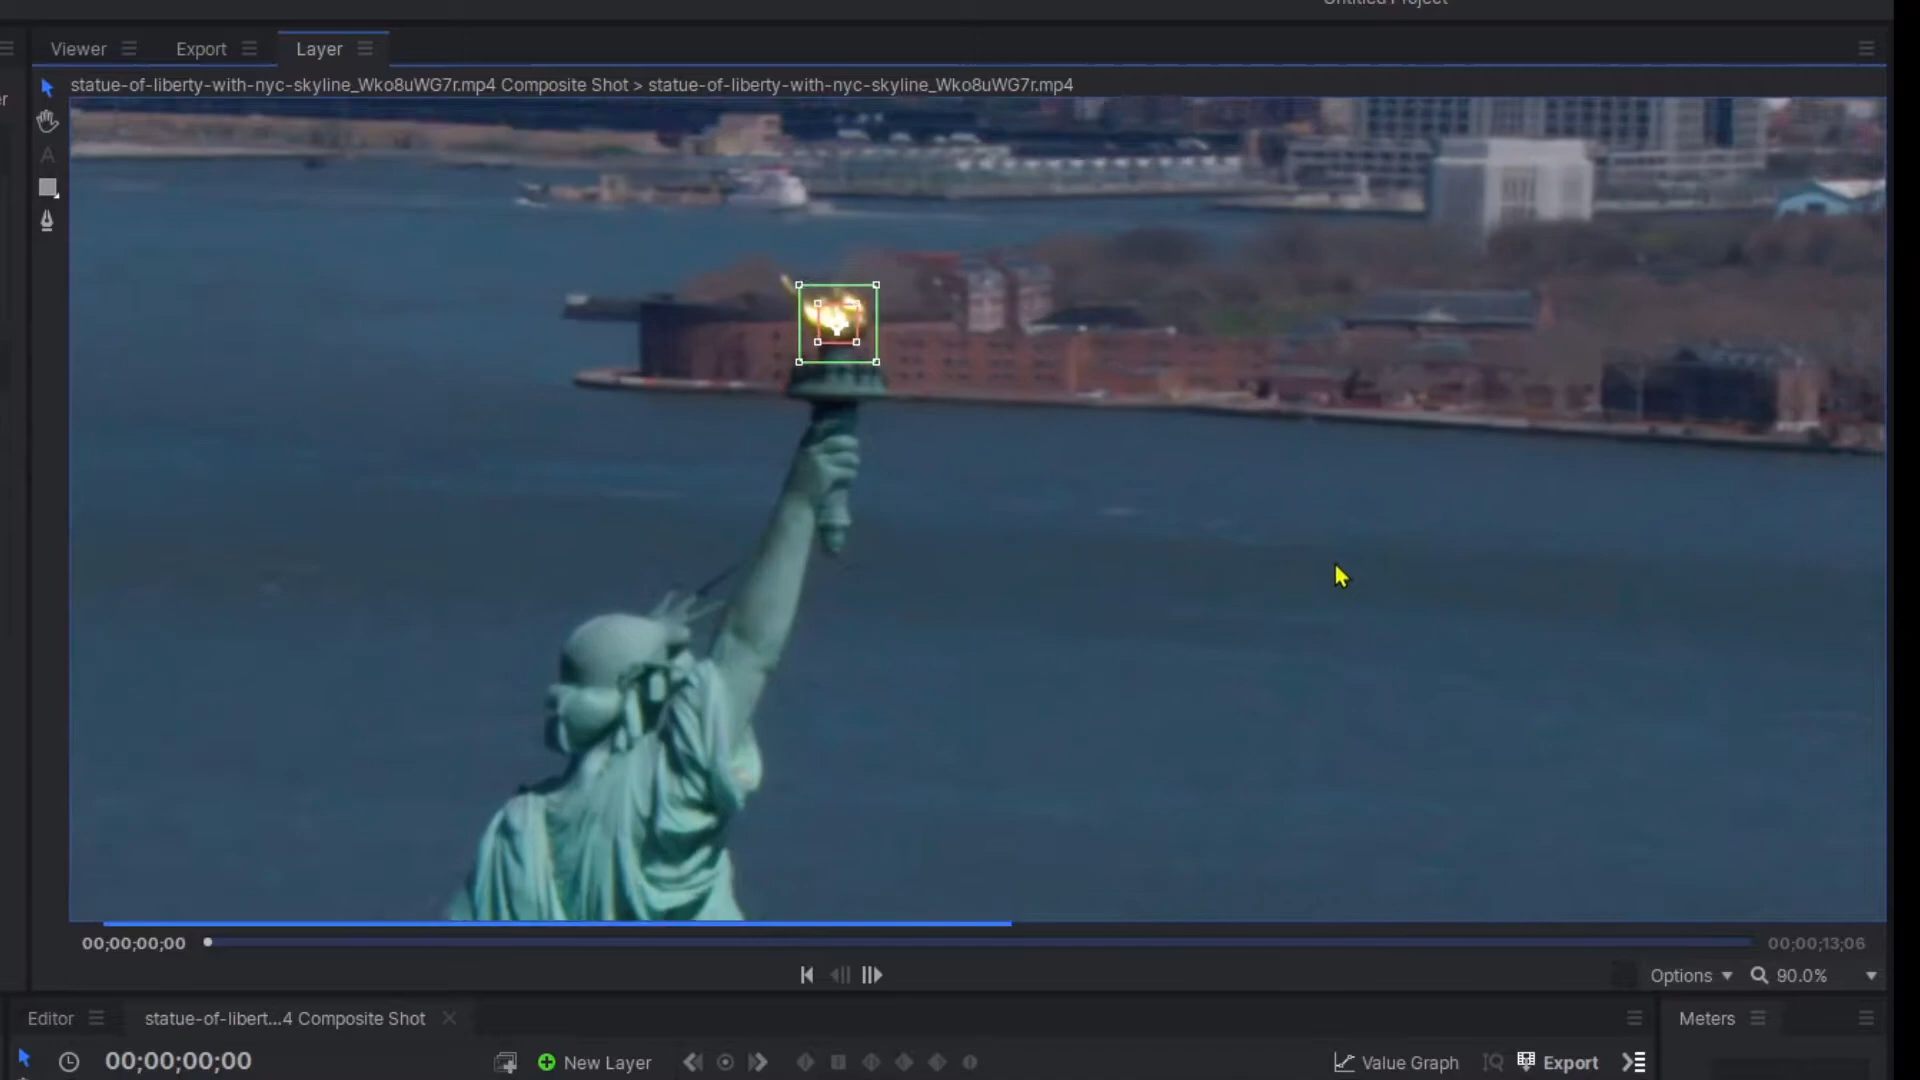 Untitled Project
Viewer Export Layer
statue-of-liberty-with-nyc-skyline_Wko8uWG7r.mp4 Composite Shot > statue-of-liberty-with-nyc-skyline_Wko8uWG7r.mp4
A
00;00;00;00 00;00;13;06
Options 90.0%
Editor statue-of-libert...4 Composite Shot Meters
00;00;00;00 New Layer Value Graph Export